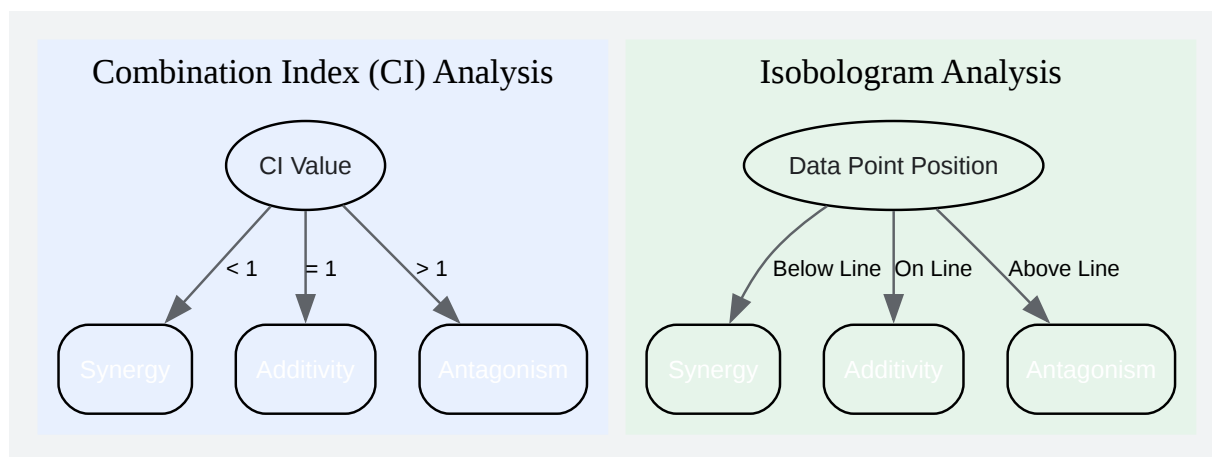 Combination Index (CI) Analysis
CI Value
< 1
= 1
> 1
Synergy
Additivity
Antagonism
Isobologram Analysis
Data Point Position
Below Line
On Line
Above Line
Synergy
Additivity
Antagonism